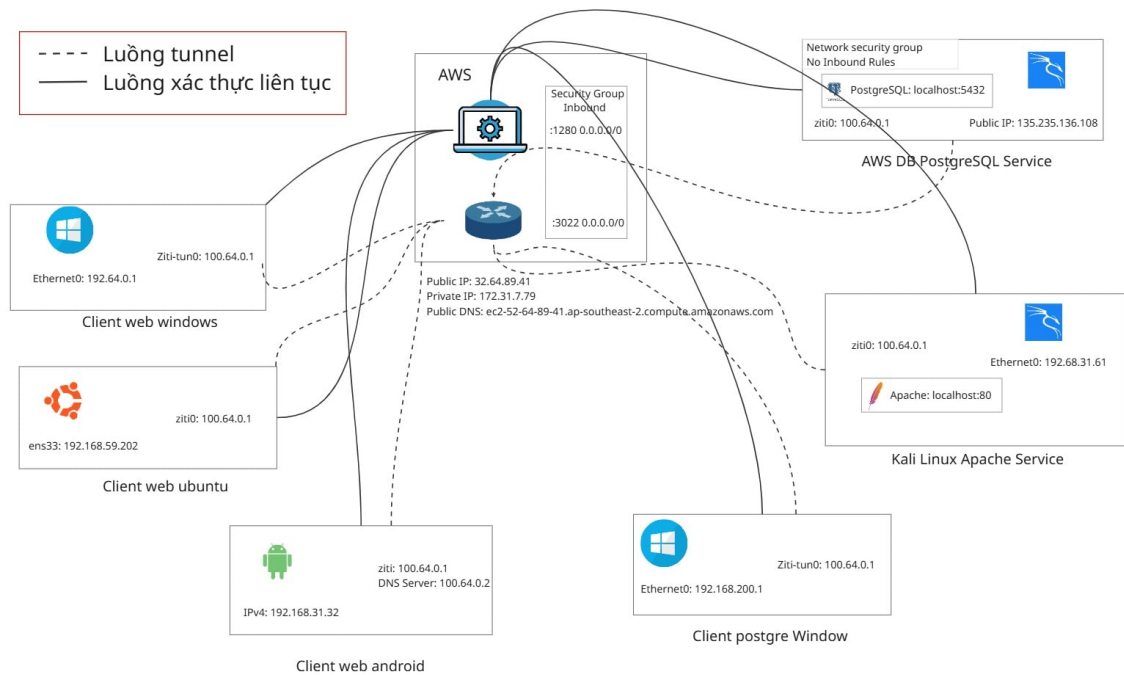 Luồng tunnel
Luồng xác thực liên tục
AWS
Security Group
Inbound
:1280 0.0.0.0/0
:3022 0.0.0.0/0
Public IP: 32.64.89.41
Private IP: 172.31.7.79
Public DNS: ec2-52-64-89-41.ap-southeast-2.compute.amazonaws.com
Network security group
No Inbound Rules
PostgreSQL: localhost:5432
ziti0: 100.64.0.1
Public IP: 135.235.136.108
AWS DB PostgreSQL Service
Ziti-tun0: 100.64.0.1
Ethernet0: 192.64.0.1
Client web windows
ziti0: 100.64.0.1
ens33: 192.168.59.202
Client web ubuntu
ziti: 100.64.0.1
DNS Server: 100.64.0.2
IPv4: 192.168.31.32
Client web android
ziti0: 100.64.0.1
Ethernet0: 192.68.31.61
Apache: localhost:80
Kali Linux Apache Service
Ziti-tun0: 100.64.0.1
Ethernet0: 192.168.200.1
Client postgre Window